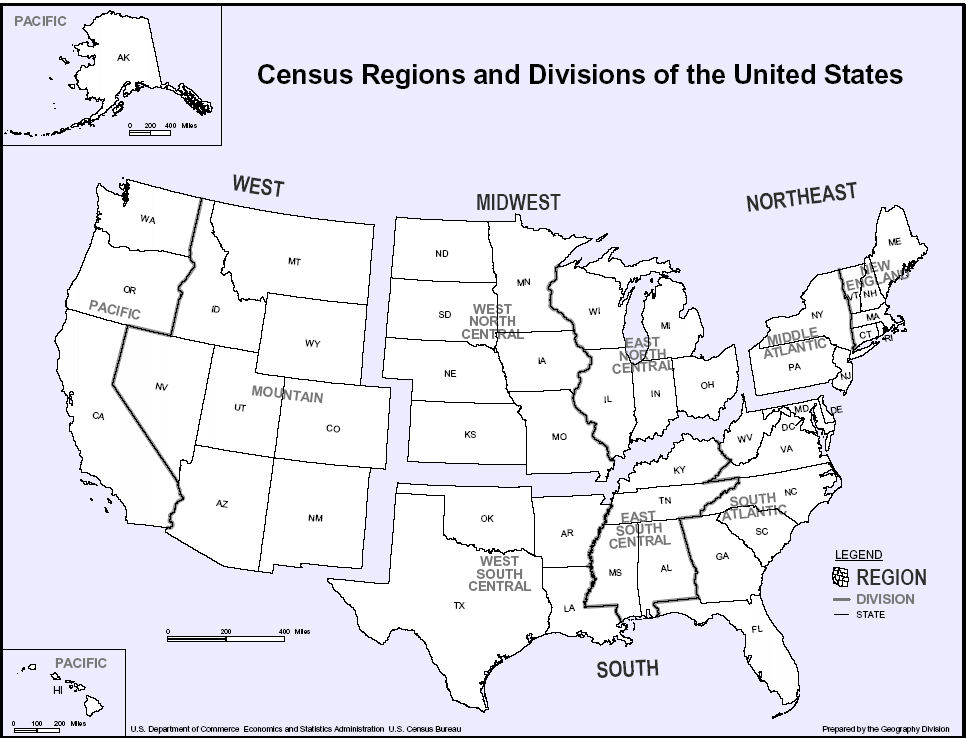 PACIFIC
AK
0 200 400 Miles
Census Regions and Divisions of the United States
WEST
MIDWEST
NORTHEAST
WA
MT
ND
MN
ME
OR
ID
SD
WI
MI
NEW
ENGLAND
VT
NH
NY
MA
CT
RI
PACIFIC
WEST
NORTH
CENTRAL
EAST
NORTH
CENTRAL
MIDDLE
ATLANTIC
WY
NE
IA
PA
NJ
NV
UT
MOUNTAIN
CO
IL
IN
OH
CA
KS
MO
MD
DE
DC
WV
VA
KY
AZ
NM
OK
AR
TN
NC
EAST
SOUTH
CENTRAL
SOUTH
ATLANTIC
SC
WEST
SOUTH
CENTRAL
MS
AL
GA
TX
LA
FL
LEGEND
REGION
DIVISION
STATE
0 200 400 Miles
SOUTH
PACIFIC
HI
0 100 200 Miles
U.S. Department of Commerce Economics and Statistics Administration U.S. Census Bureau
Prepared by the Geography Division